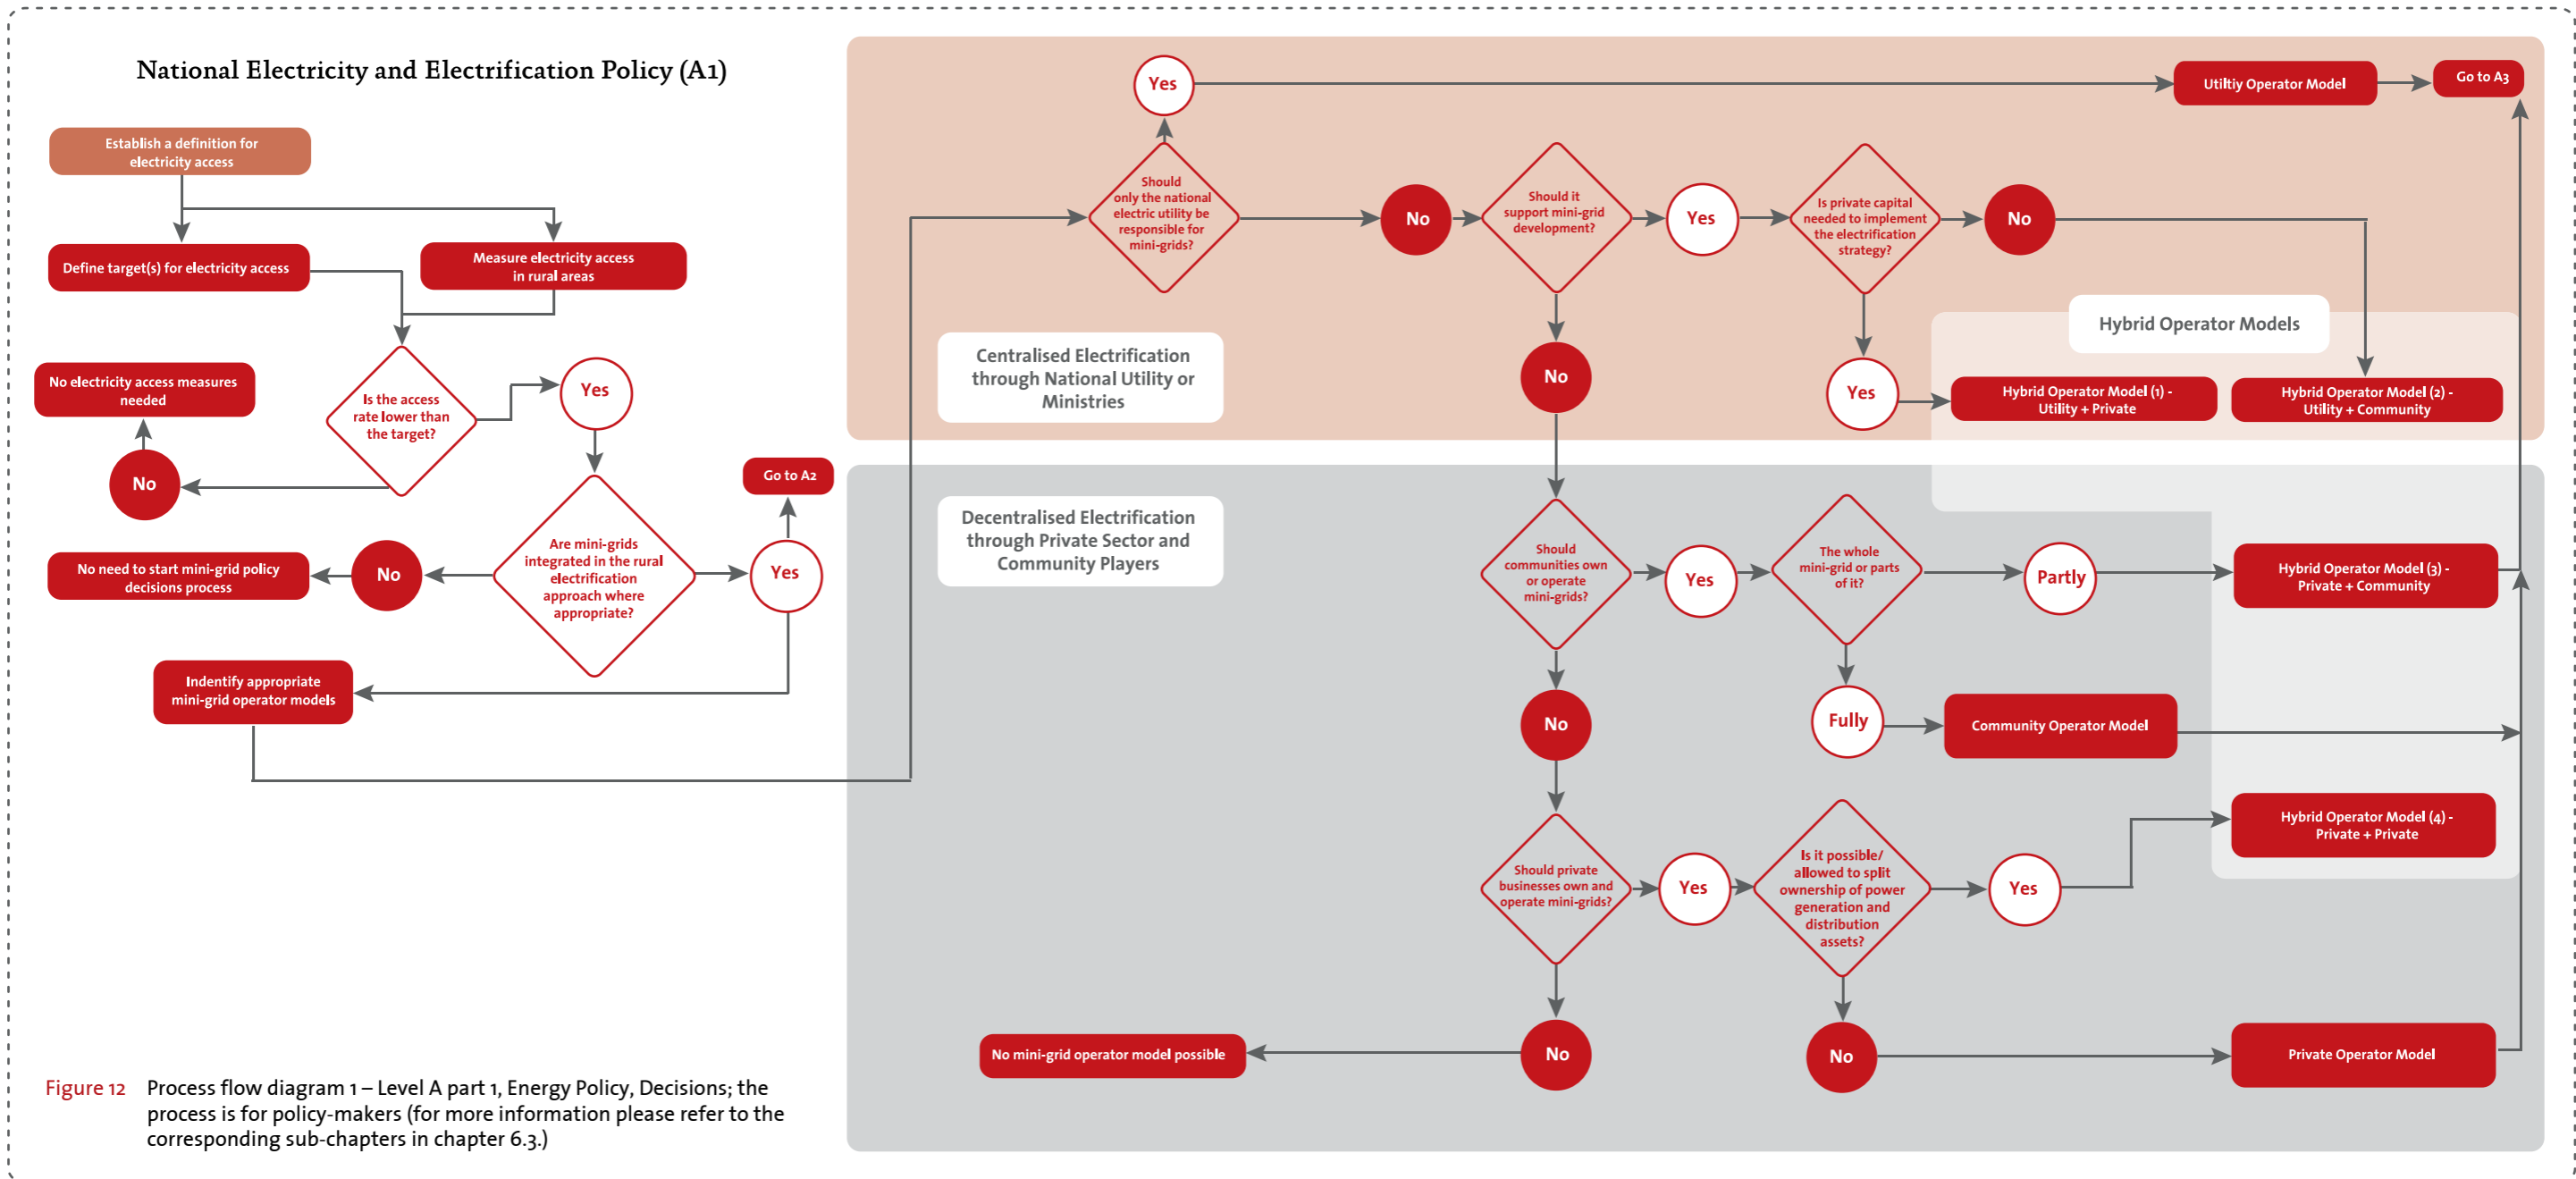 National Electricity and Electrification Policy (A1)
Establish a definition for
electricity access
Define target(s) for electricity access
Measure electricity access
in rural areas
No electricity access measures
needed
Is the access
rate lower than
the target?
Yes
No
Go to A2
Are mini-grids
integrated in the rural
electrification
approach where
appropriate?
Yes
No
No need to start mini-grid policy
decisions process
Indentify appropriate
mini-grid operator models
Yes
Utiltiy Operator Model
Go to A3
Should
only the national
electric utility be
responsible for
mini-grids?
No
Should it
support mini-grid
development?
Yes
Is private capital
needed to implement
the electrification
strategy?
No
Centralised Electrification
through National Utility or
Ministries
No
Yes
Hybrid Operator Models
Hybrid Operator Model (1) -
Utility + Private
Hybrid Operator Model (2) -
Utility + Community
Decentralised Electrification
through Private Sector and
Community Players
Should
communities own
or operate
mini-grids?
Yes
The whole
mini-grid or parts
of it?
Partly
Hybrid Operator Model (3) -
Private + Community
No
Fully
Community Operator Model
Should private
businesses own and
operate mini-grids?
Yes
Is it possible/
allowed to split
ownership of power
generation and
distribution
assets?
Yes
Hybrid Operator Model (4) -
Private + Private
No mini-grid operator model possible
No
No
Private Operator Model
Figure 12 Process flow diagram 1 – Level A part 1, Energy Policy, Decisions; the
process is for policy-makers (for more information please refer to the
corresponding sub-chapters in chapter 6.3.)